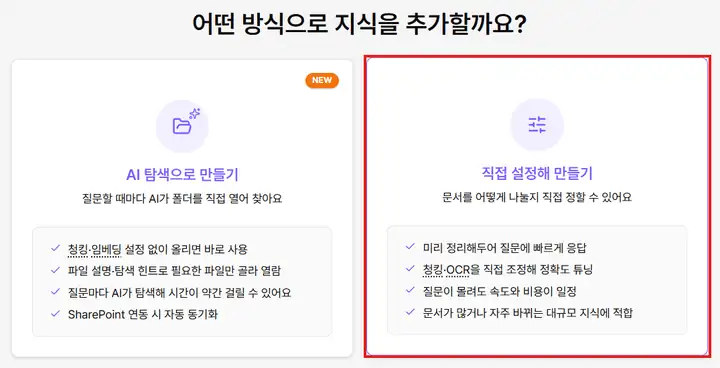 어떤 방식으로 지식을 추가할까요?
NEW
AI 탐색으로 만들기
질문할 때마다 AI가 폴더를 직접 열어 찾아요
청킹·임베딩 설정 없이 올리면 바로 사용
파일 설명·탐색 힌트로 필요한 파일만 골라 열람
질문마다 AI가 탐색해 시간이 약간 걸릴 수 있어요
SharePoint 연동 시 자동 동기화
직접 설정해 만들기
문서를 어떻게 나눌지 직접 정할 수 있어요
미리 정리해두어 질문에 빠르게 응답
청킹·OCR을 직접 조정해 정확도 튜닝
질문이 몰려도 속도와 비용이 일정
문서가 많거나 자주 바뀌는 대규모 지식에 적합